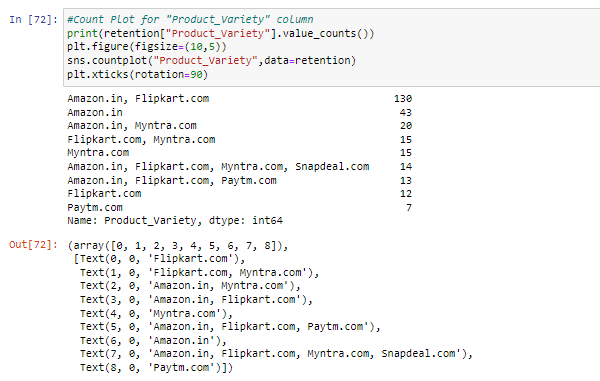 In [72]: #Count Plot for "Product_Variety" column
print(retention["Product_Variety"].value_counts())
plt.figure(figsize=(10,5))
sns.countplot("Product_Variety",data=retention)
plt.xticks(rotation=90)
Amazon.in, Flipkart.com 130
Amazon.in 43
Amazon.in, Myntra.com 20
Flipkart.com, Myntra.com 15
Myntra.com 15
Amazon.in, Flipkart.com, Myntra.com, Snapdeal.com 14
Amazon.in, Flipkart.com, Paytm.com 13
Flipkart.com 12
Paytm.com 7
Name: Product_Variety, dtype: int64
Out[72]: (array([0, 1, 2, 3, 4, 5, 6, 7, 8]),
[Text(0, 0, 'Flipkart.com'),
Text(1, 0, 'Flipkart.com, Myntra.com'),
Text(2, 0, 'Amazon.in, Myntra.com'),
Text(3, 0, 'Amazon.in, Flipkart.com'),
Text(4, 0, 'Myntra.com'),
Text(5, 0, 'Amazon.in, Flipkart.com, Paytm.com'),
Text(6, 0, 'Amazon.in'),
Text(7, 0, 'Amazon.in, Flipkart.com, Myntra.com, Snapdeal.com'),
Text(8, 0, 'Paytm.com')])